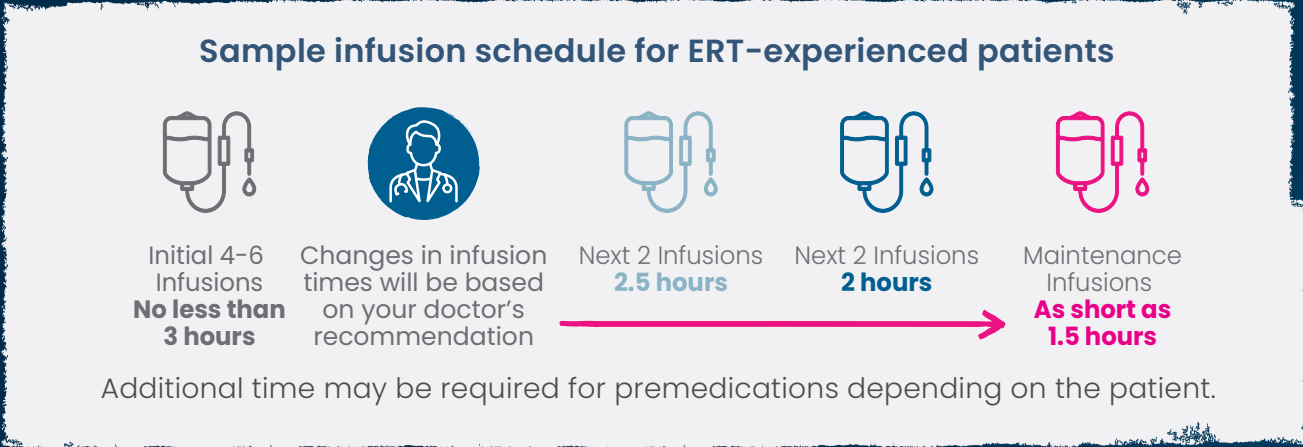 Sample infusion schedule for ERT-experienced patients
Initial 4-6
Infusions
No less than
3 hours
Changes in infusion
times will be based
on your doctor’s
recommendation
Next 2 Infusions
2.5 hours
Next 2 Infusions
2 hours
Maintenance
Infusions
As short as
1.5 hours
Additional time may be required for premedications depending on the patient.